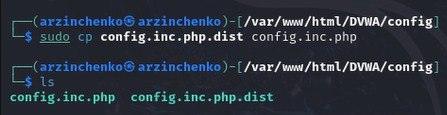 ┌──(arzinchenko㉿arzinchenko)-[/var/www/html/DVWA/config]
└─$ sudo cp config.inc.php.dist config.inc.php
┌──(arzinchenko㉿arzinchenko)-[/var/www/html/DVWA/config]
└─$ ls
config.inc.php  config.inc.php.dist